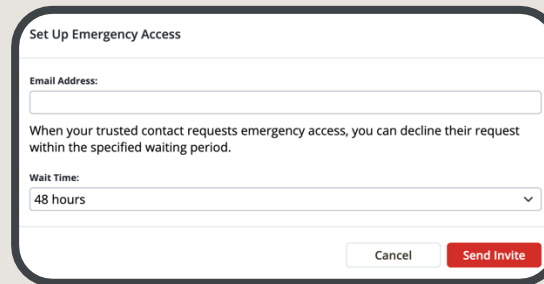 Set Up Emergency Access
Email Address:
When your trusted contact requests emergency access, you can decline their request
within the specified waiting period.
Wait Time:
48 hours
Cancel
Send Invite